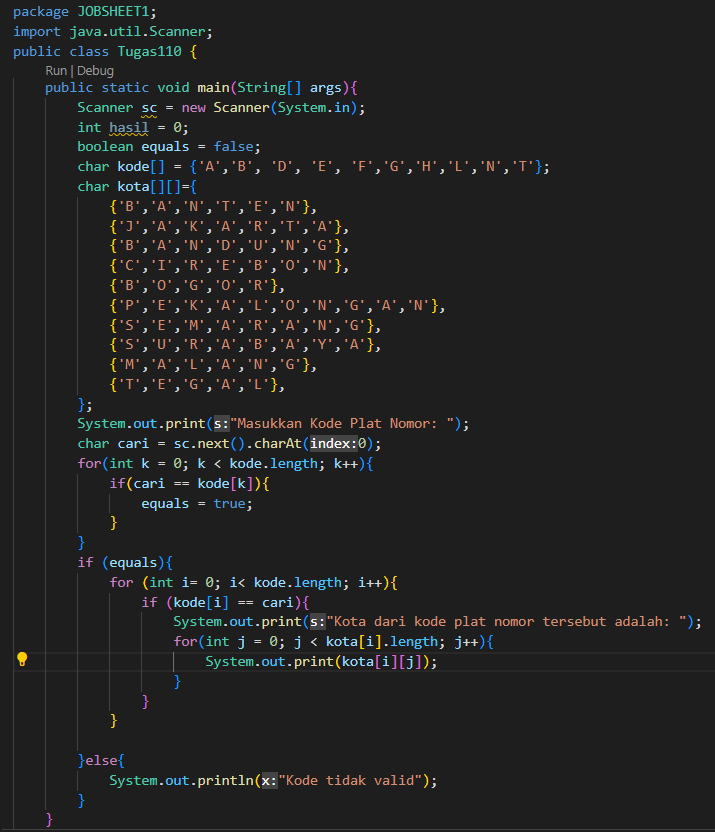 package JOBSHEET1;
import java.util.Scanner;
public class Tugas110 {
Run | Debug
public static void main(String[] args){
Scanner sc = new Scanner(System.in);
int hasil = 0;
boolean equals = false;
char kode[] = {'A','B', 'D', 'E', 'F','G','H','L','N','T'};
char kota[][]={
{'B','A','N','T','E','N'},
{'J','A','K','A','R','T','A'},
{'B','A','N','D','U','N','G'},
{'C','I','R','E','B','O','N'},
{'B','O','G','O','R'},
{'P','E','K','A','L','O','N','G','A','N'},
{'S','E','M','A','R','A','N','G'},
{'S','U','R','A','B','A','Y','A'},
{'M','A','L','A','N','G'},
{'T','E','G','A','L'},
};
System.out.print(s:"Masukkan Kode Plat Nomor: ");
char cari = sc.next().charAt(index:0);
for(int k = 0; k < kode.length; k++){
if(cari == kode[k]){
equals = true;
}
}
if (equals){
for (int i= 0; i< kode.length; i++){
if (kode[i] == cari){
System.out.print(s:"Kota dari kode plat nomor tersebut adalah: ");
for(int j = 0; j < kota[i].length; j++){
System.out.print(kota[i][j]);
}
}
}
}else{
System.out.println(x:"Kode tidak valid");
}
}